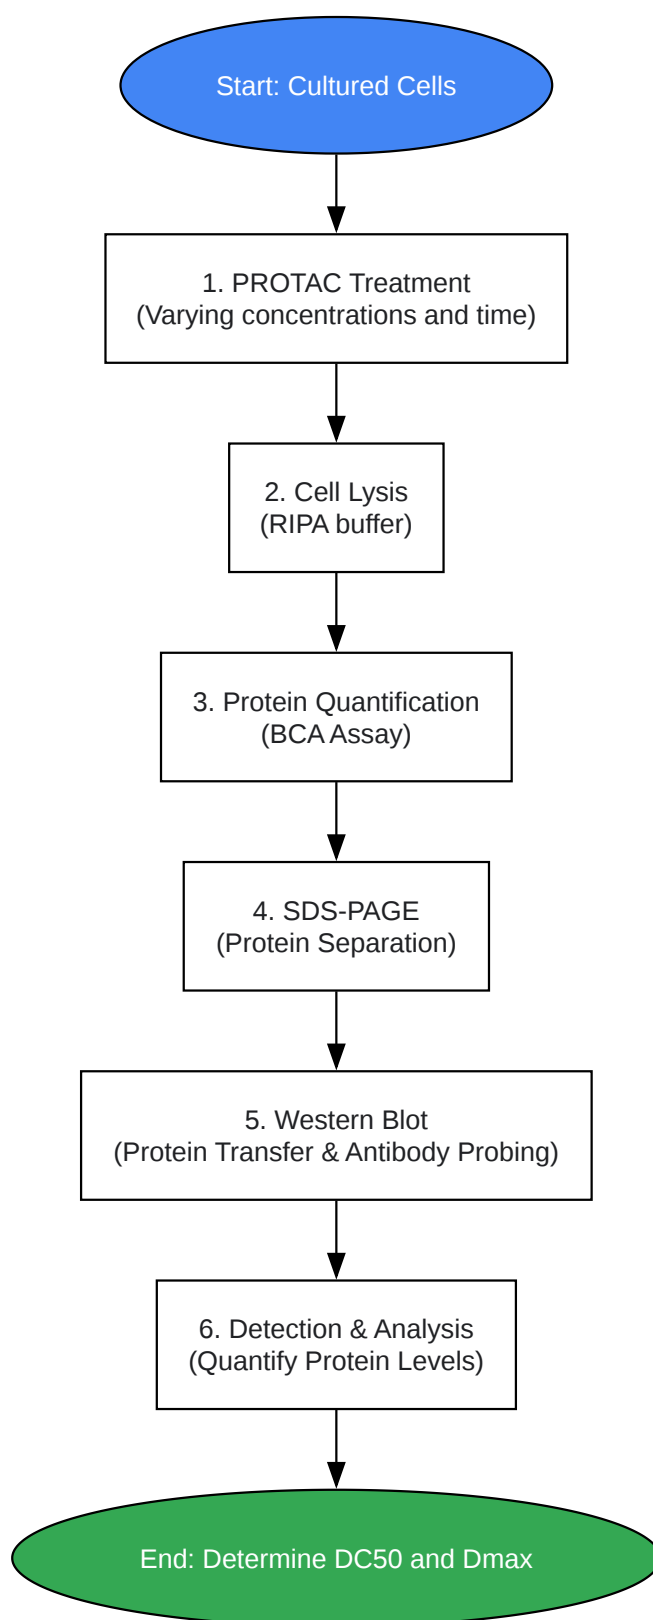 Start: Cultured Cells
1. PROTAC Treatment
(Varying concentrations and time)
2. Cell Lysis
(RIPA buffer)
3. Protein Quantification
(BCA Assay)
4. SDS-PAGE
(Protein Separation)
5. Western Blot
(Protein Transfer & Antibody Probing)
6. Detection & Analysis
(Quantify Protein Levels)
End: Determine DC50 and Dmax